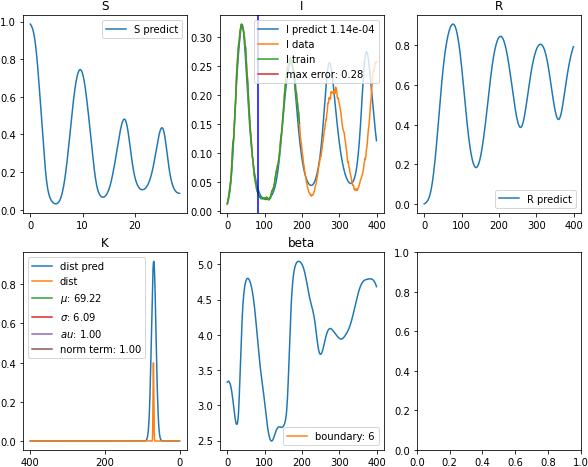 S
I
R
S predict
I predict 1.14e-04
I data
I train
max error: 0.28
R predict
1.0
0.8
0.6
0.4
0.2
0.0
0.30
0.25
0.20
0.15
0.10
0.05
0.00
0.8
0.6
0.4
0.2
0.0
0 10 20
0 100 200 300 400
0 100 200 300 400
K
beta
dist pred
dist
μ: 69.22
σ: 6.09
au: 1.00
norm term: 1.00
boundary: 6
0.8
0.6
0.4
0.2
0.0
5.0
4.5
4.0
3.5
3.0
2.5
1.0
0.8
0.6
0.4
0.2
0.0
400 200 0
0 100 200 300 400
0.0 0.2 0.4 0.6 0.8 1.0